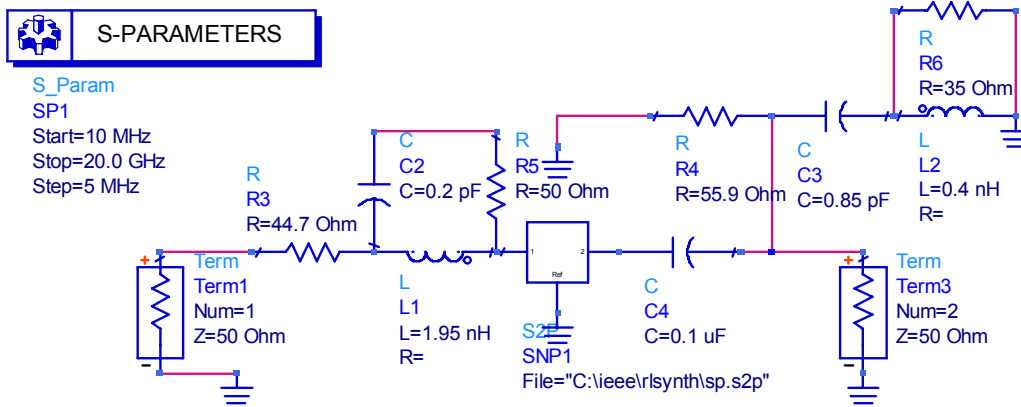 S-PARAMETERS
S_Param
SP1
Start=10 MHz
Stop=20.0 GHz
Step=5 MHz
R
R3
R=44.7 Ohm
C
C2
C=0.2 pF
R
R5
R=50 Ohm
R
R4
R=55.9 Ohm
C
C3
C=0.85 pF
R
R6
R=35 Ohm
L
L2
L=0.4 nH
R=
+
Term
Term1
Num=1
Z=50 Ohm
-
L
L1
L=1.95 nH
R=
1
2
Ref
S2P
SNP1
File="C:\ieee\rlsynth\sp.s2p"
C
C4
C=0.1 uF
+
Term
Term3
Num=2
Z=50 Ohm
-